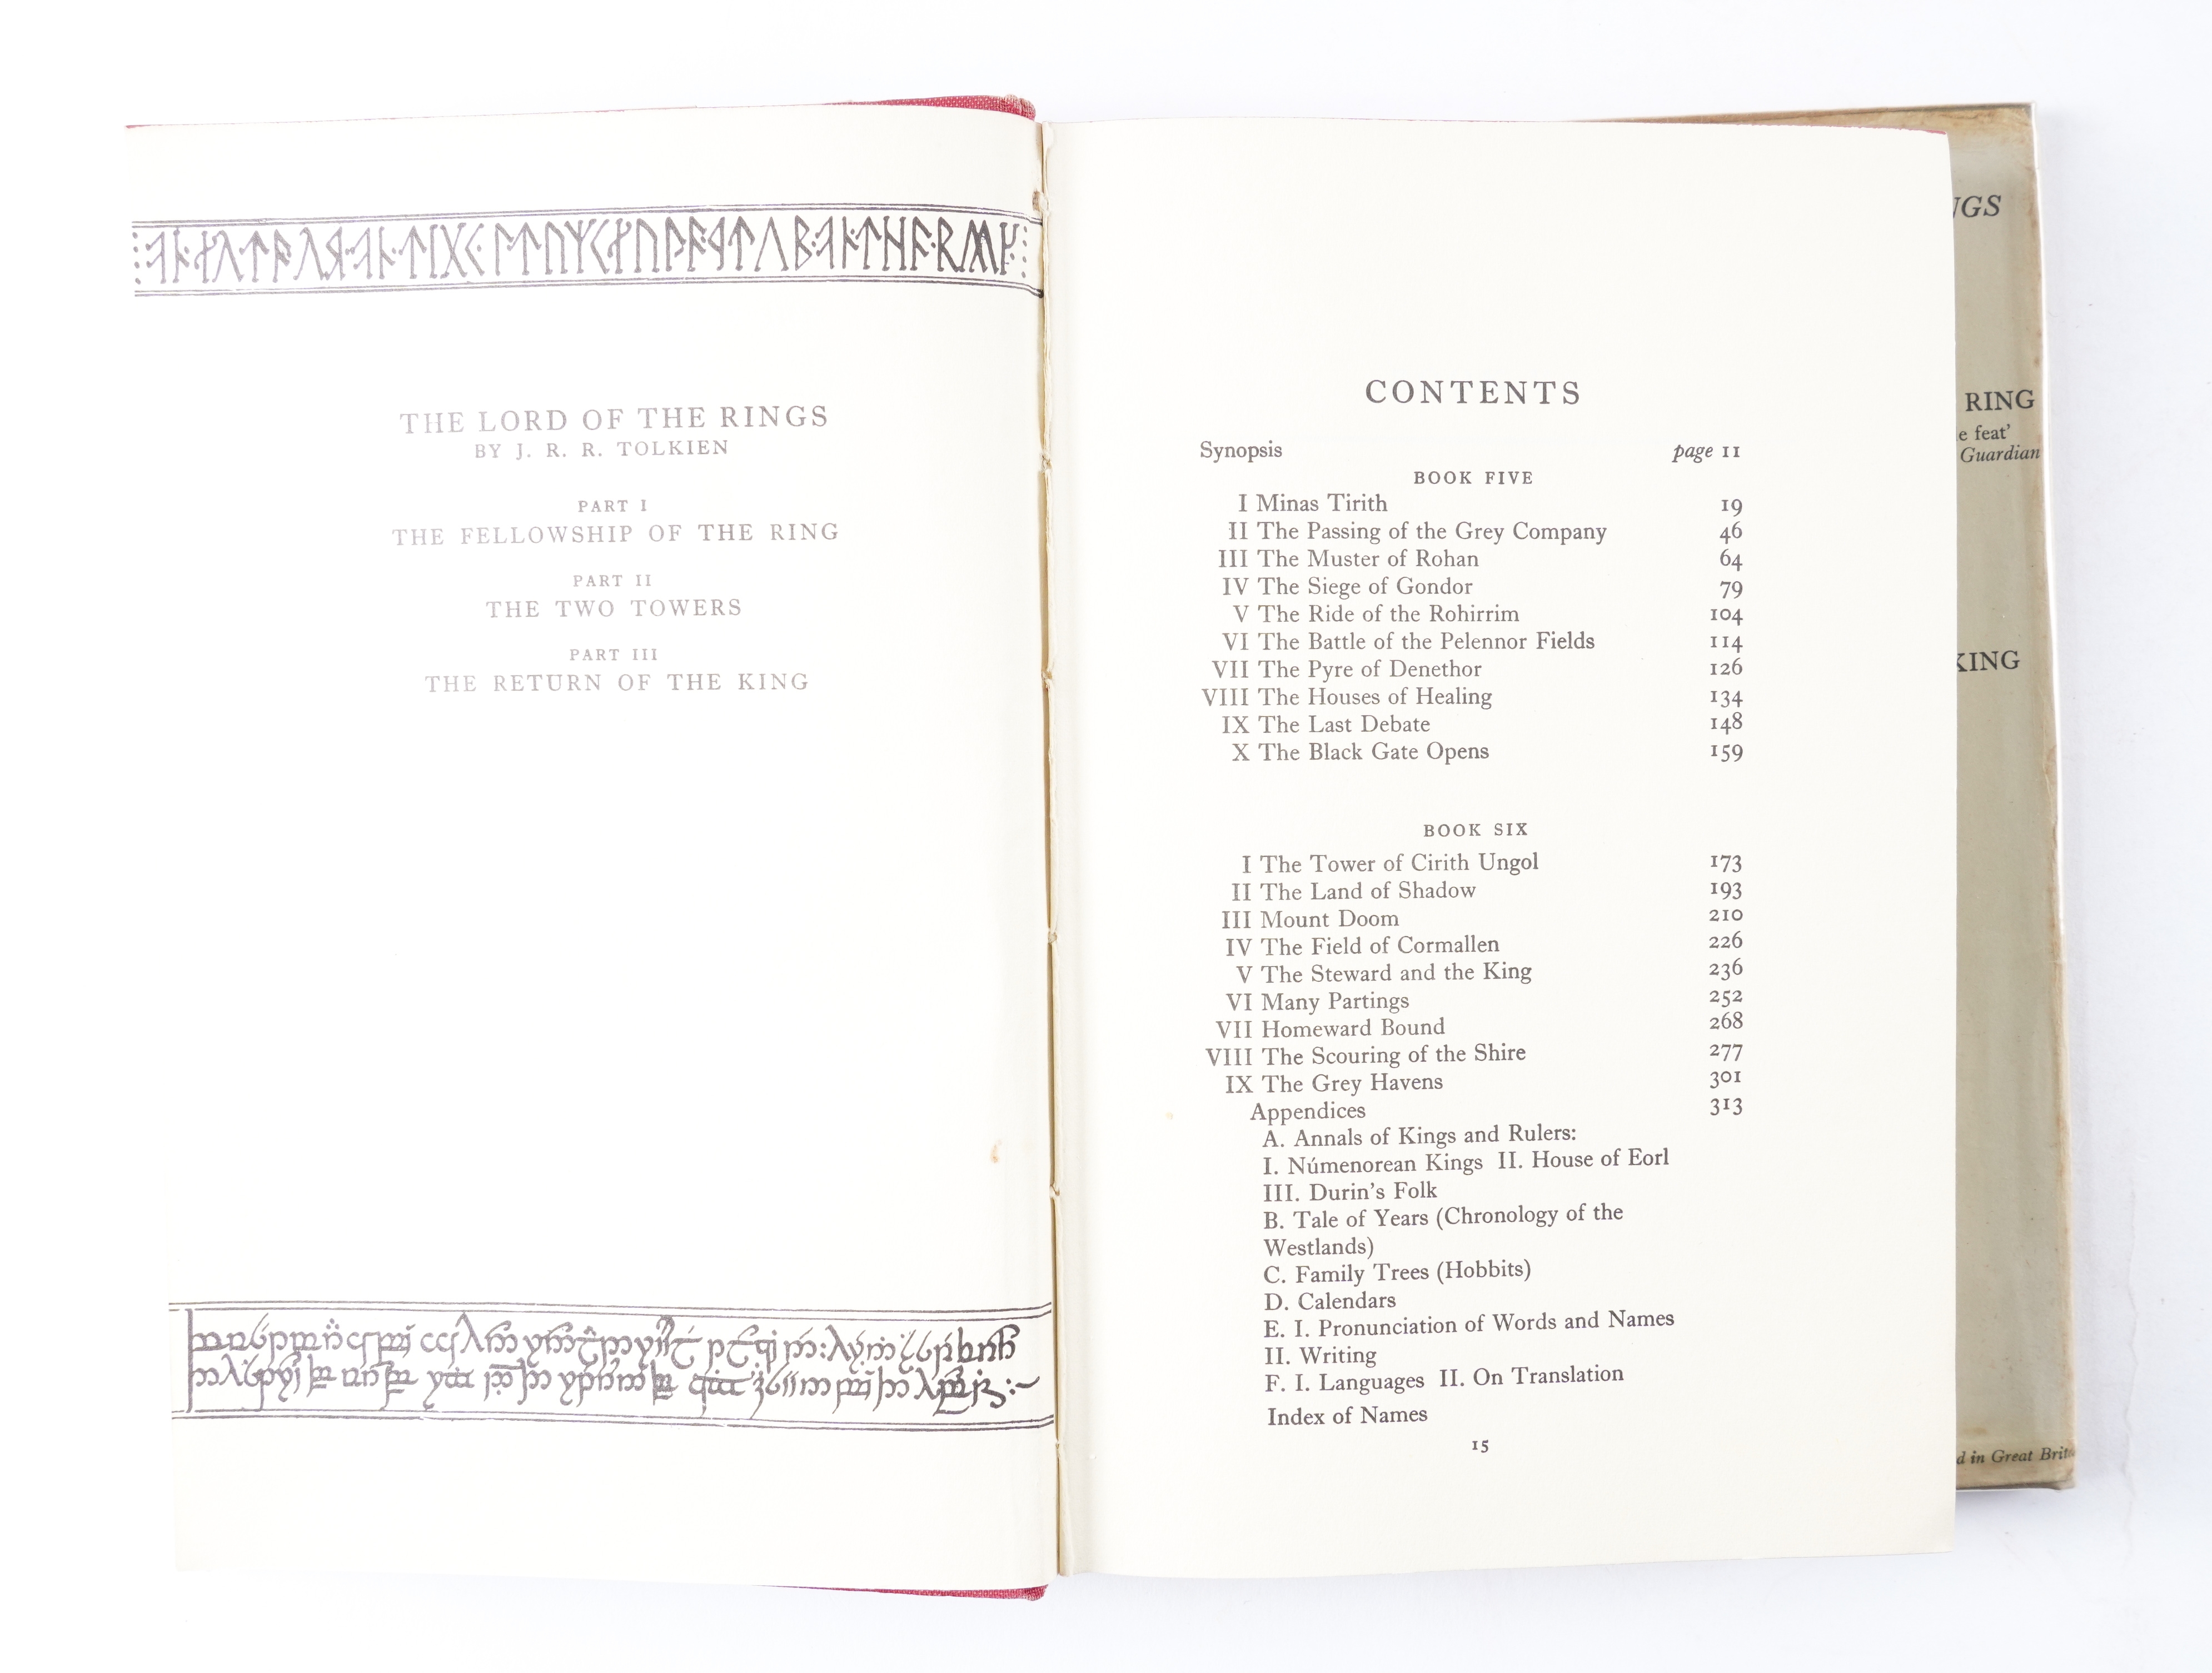 THE LORD OF THE RINGS
BY J. R. R. TOLKIEN
PART I
THE FELLOWSHIP OF THE RING
PART II
THE TWO TOWERS
PART III
THE RETURN OF THE KING
CONTENTS
Synopsis page 11
BOOK FIVE
I Minas Tirith 19
II The Passing of the Grey Company 46
III The Muster of Rohan 64
IV The Siege of Gondor 79
V The Ride of the Rohirrim 104
VI The Battle of the Pelennor Fields 114
VII The Pyre of Denethor 126
VIII The Houses of Healing 134
IX The Last Debate 148
X The Black Gate Opens 159
BOOK SIX
I The Tower of Cirith Ungol 173
II The Land of Shadow 193
III Mount Doom 210
IV The Field of Cormallen 226
V The Steward and the King 236
VI Many Partings 252
VII Homeward Bound 268
VIII The Scouring of the Shire 277
IX The Grey Havens 301
Appendices 313
A. Annals of Kings and Rulers:
I. Númenorean Kings II. House of Eorl
III. Durin's Folk
B. Tale of Years (Chronology of the
Westlands)
C. Family Trees (Hobbits)
D. Calendars
E. I. Pronunciation of Words and Names
II. Writing
F. I. Languages II. On Translation
Index of Names
15
RING
feat'
Guardian
KING
in Great